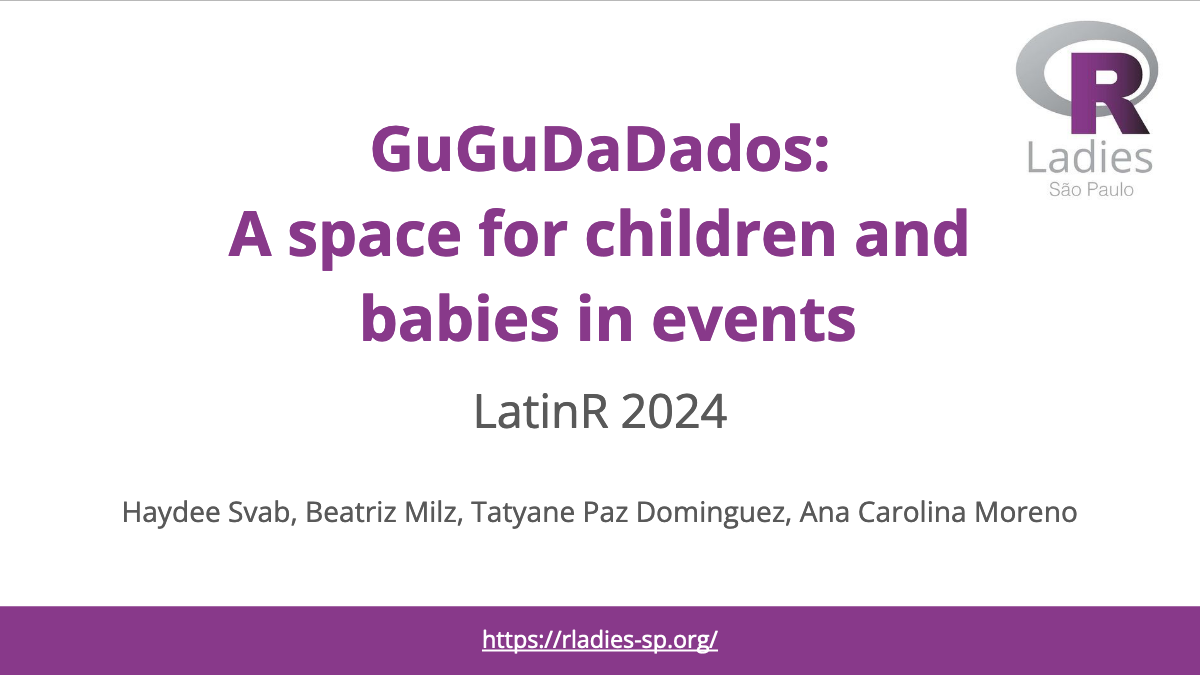 R
Ladies
São Paulo
GuGuDaDados:
A space for children and
babies in events
LatinR 2024
Haydee Svab, Beatriz Milz, Tatyane Paz Dominguez, Ana Carolina Moreno
https://rladies-sp.org/